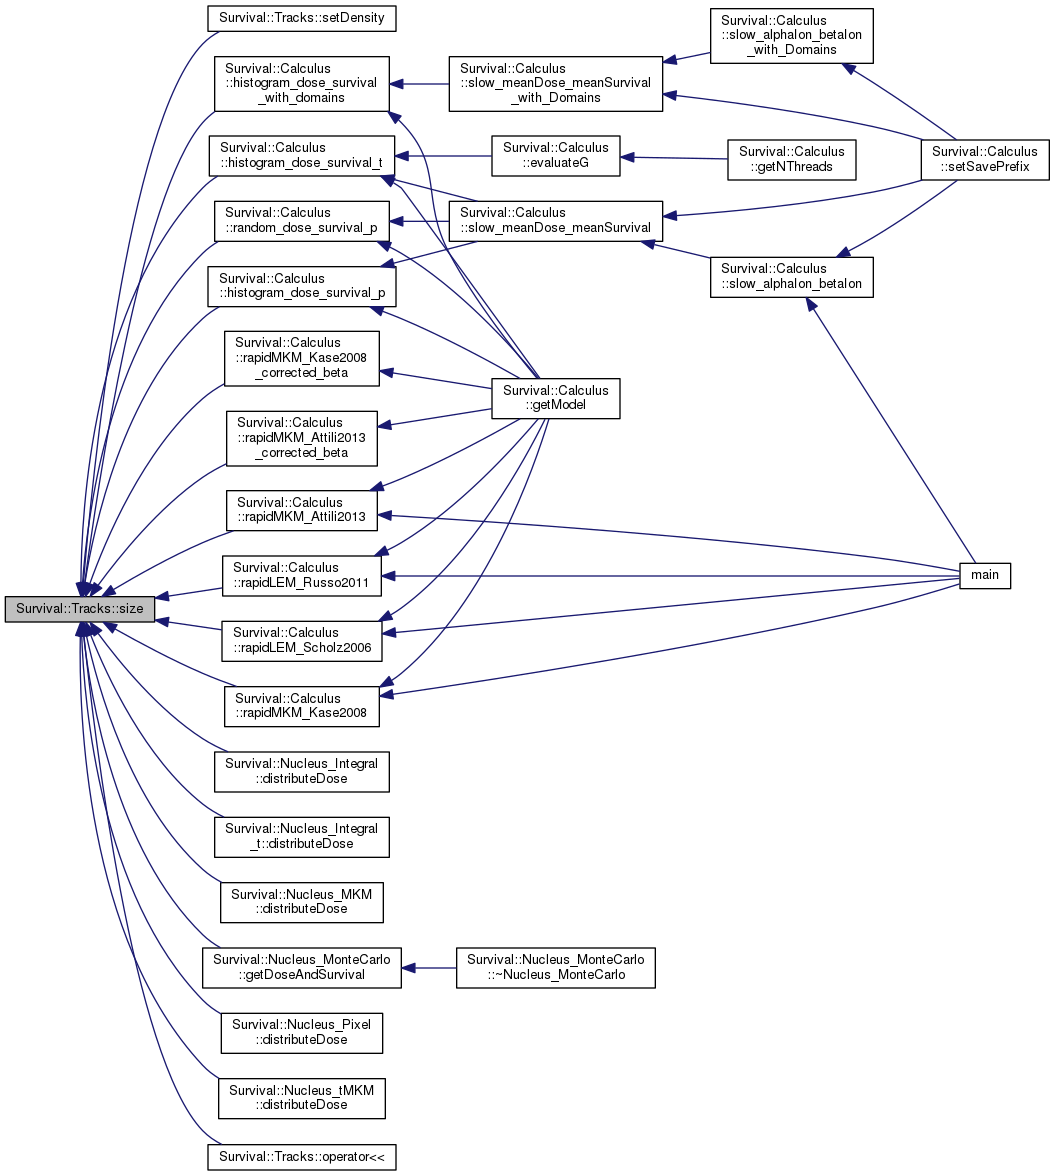 Survival::Tracks::size
Survival::Tracks::setDensity
Survival::Calculus
::histogram_dose_survival
_with_domains
Survival::Calculus
::slow_meanDose_meanSurvival
_with_Domains
Survival::Calculus
::slow_alphaIon_betaIon
_with_Domains
Survival::Calculus
::setSavePrefix
Survival::Calculus
::histogram_dose_survival_t
Survival::Calculus
::evaluateG
Survival::Calculus
::getNThreads
Survival::Calculus
::random_dose_survival_p
Survival::Calculus
::slow_meanDose_meanSurvival
Survival::Calculus
::slow_alphaIon_betaIon
Survival::Calculus
::histogram_dose_survival_p
Survival::Calculus
::rapidMKM_Kase2008
_corrected_beta
Survival::Calculus
::getModel
Survival::Calculus
::rapidMKM_Attili2013
_corrected_beta
Survival::Calculus
::rapidMKM_Attili2013
Survival::Calculus
::rapidLEM_Russo2011
main
Survival::Calculus
::rapidLEM_Scholz2006
Survival::Calculus
::rapidMKM_Kase2008
Survival::Nucleus_Integral
::distributeDose
Survival::Nucleus_Integral
_t::distributeDose
Survival::Nucleus_MKM
::distributeDose
Survival::Nucleus_MonteCarlo
::getDoseAndSurvival
Survival::Nucleus_MonteCarlo
::~Nucleus_MonteCarlo
Survival::Nucleus_Pixel
::distributeDose
Survival::Nucleus_tMKM
::distributeDose
Survival::Tracks::operator<<